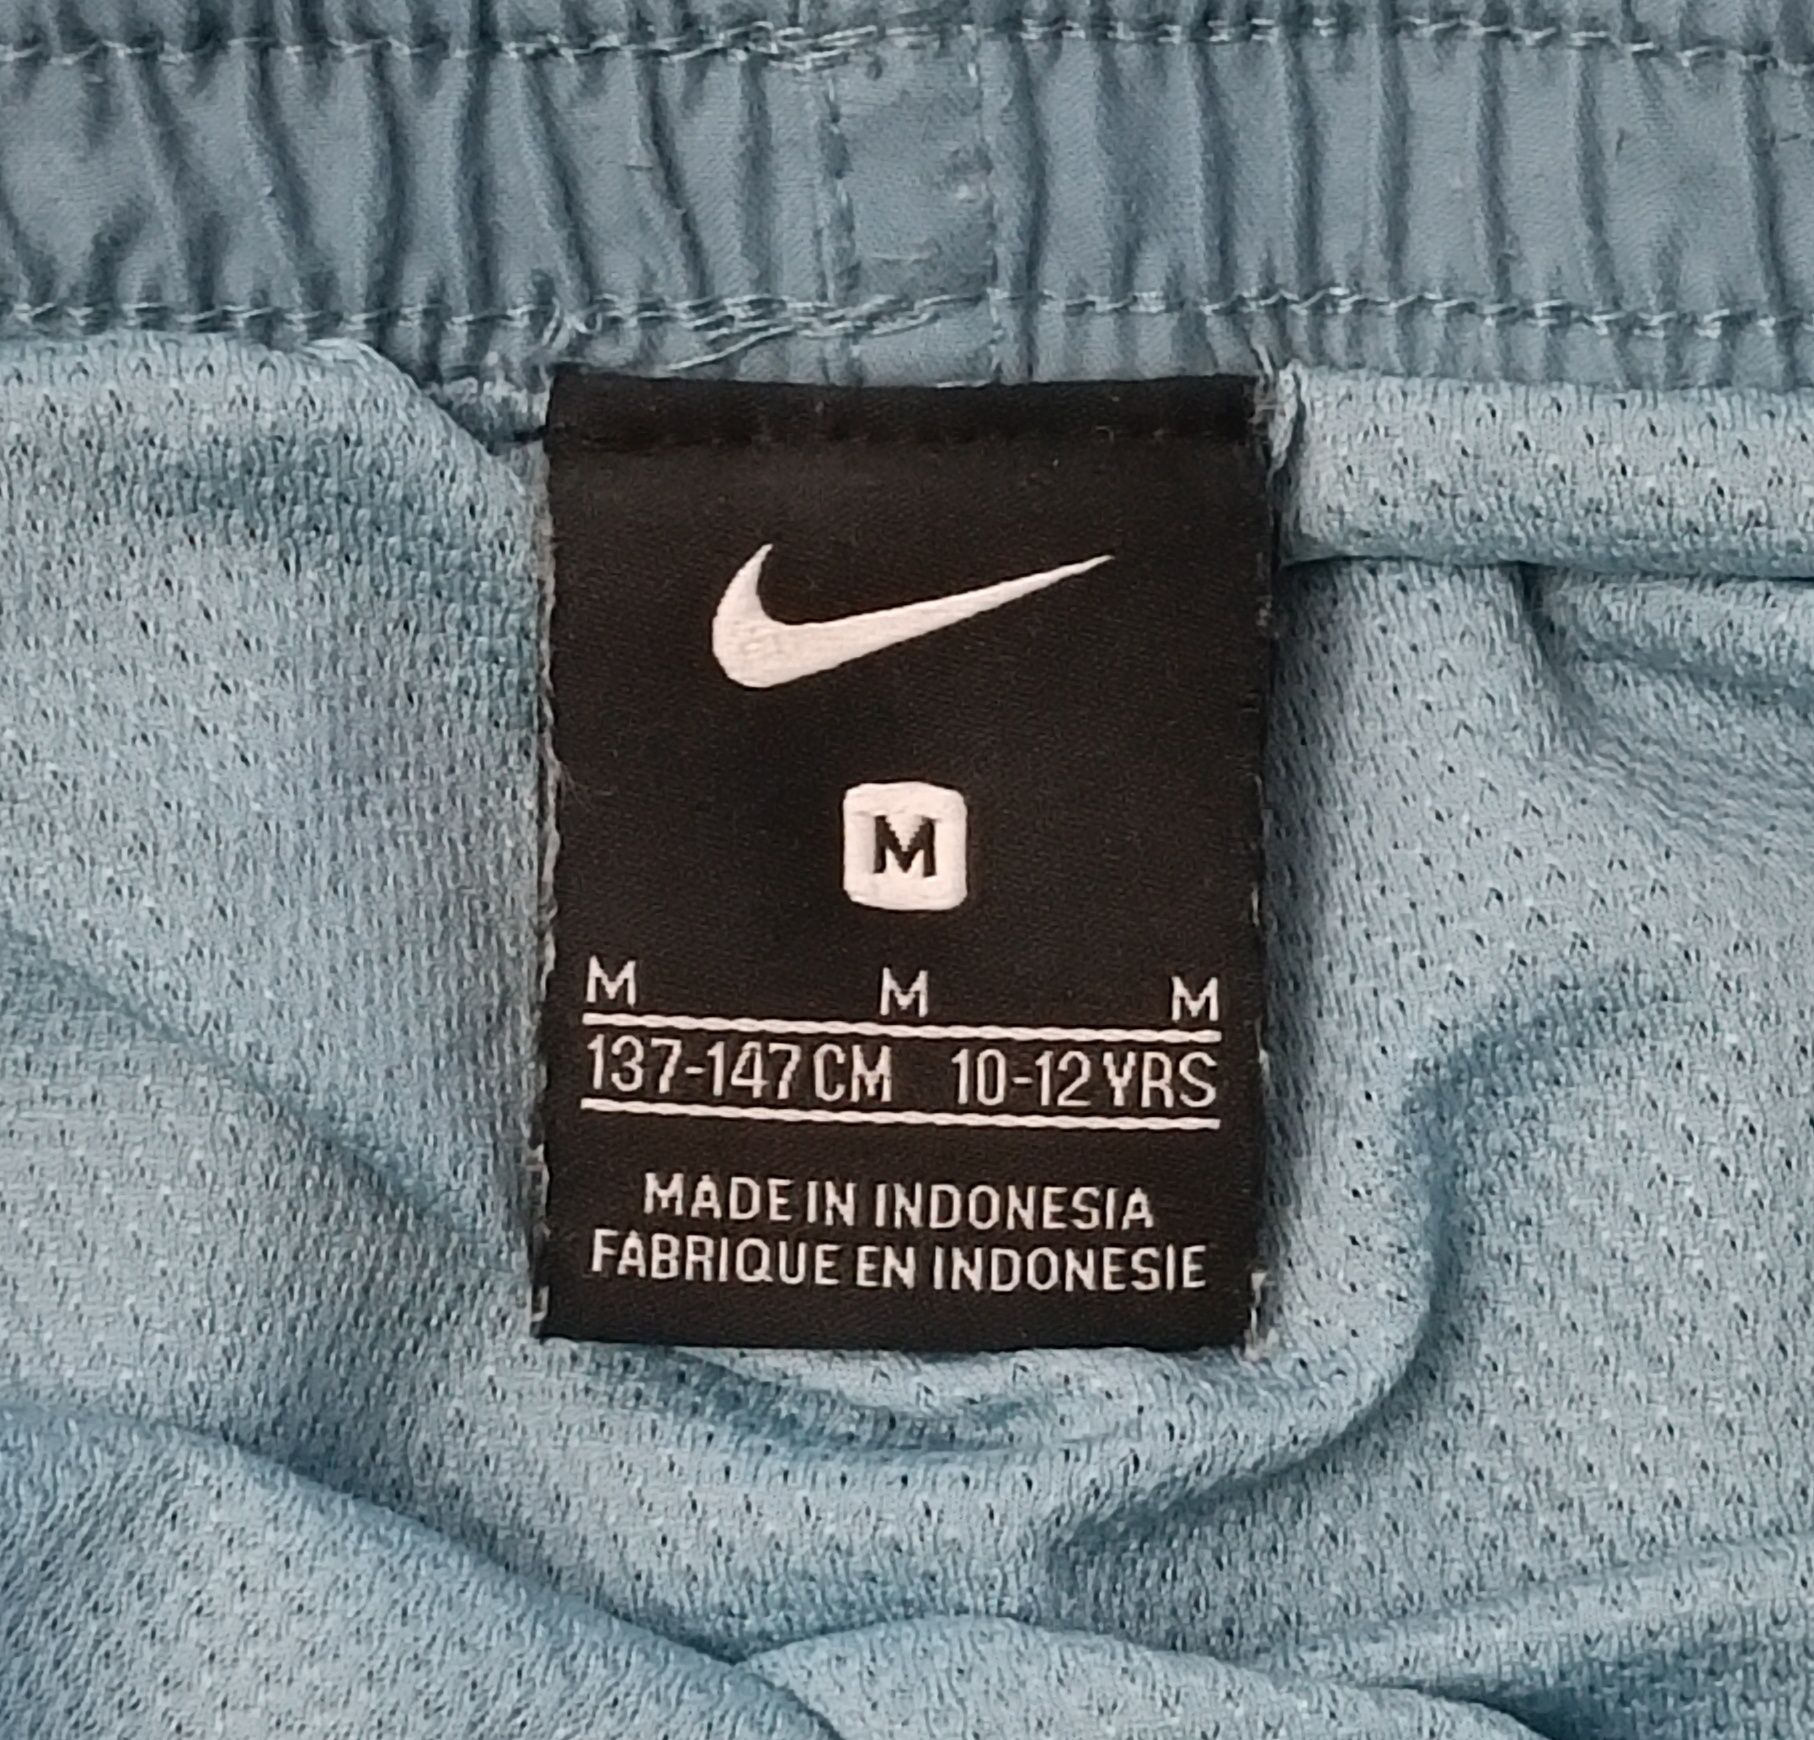 M
M M M
137-147 CM 10-12 YRS
MADE IN INDONESIA
FABRIQUE EN INDONESIE